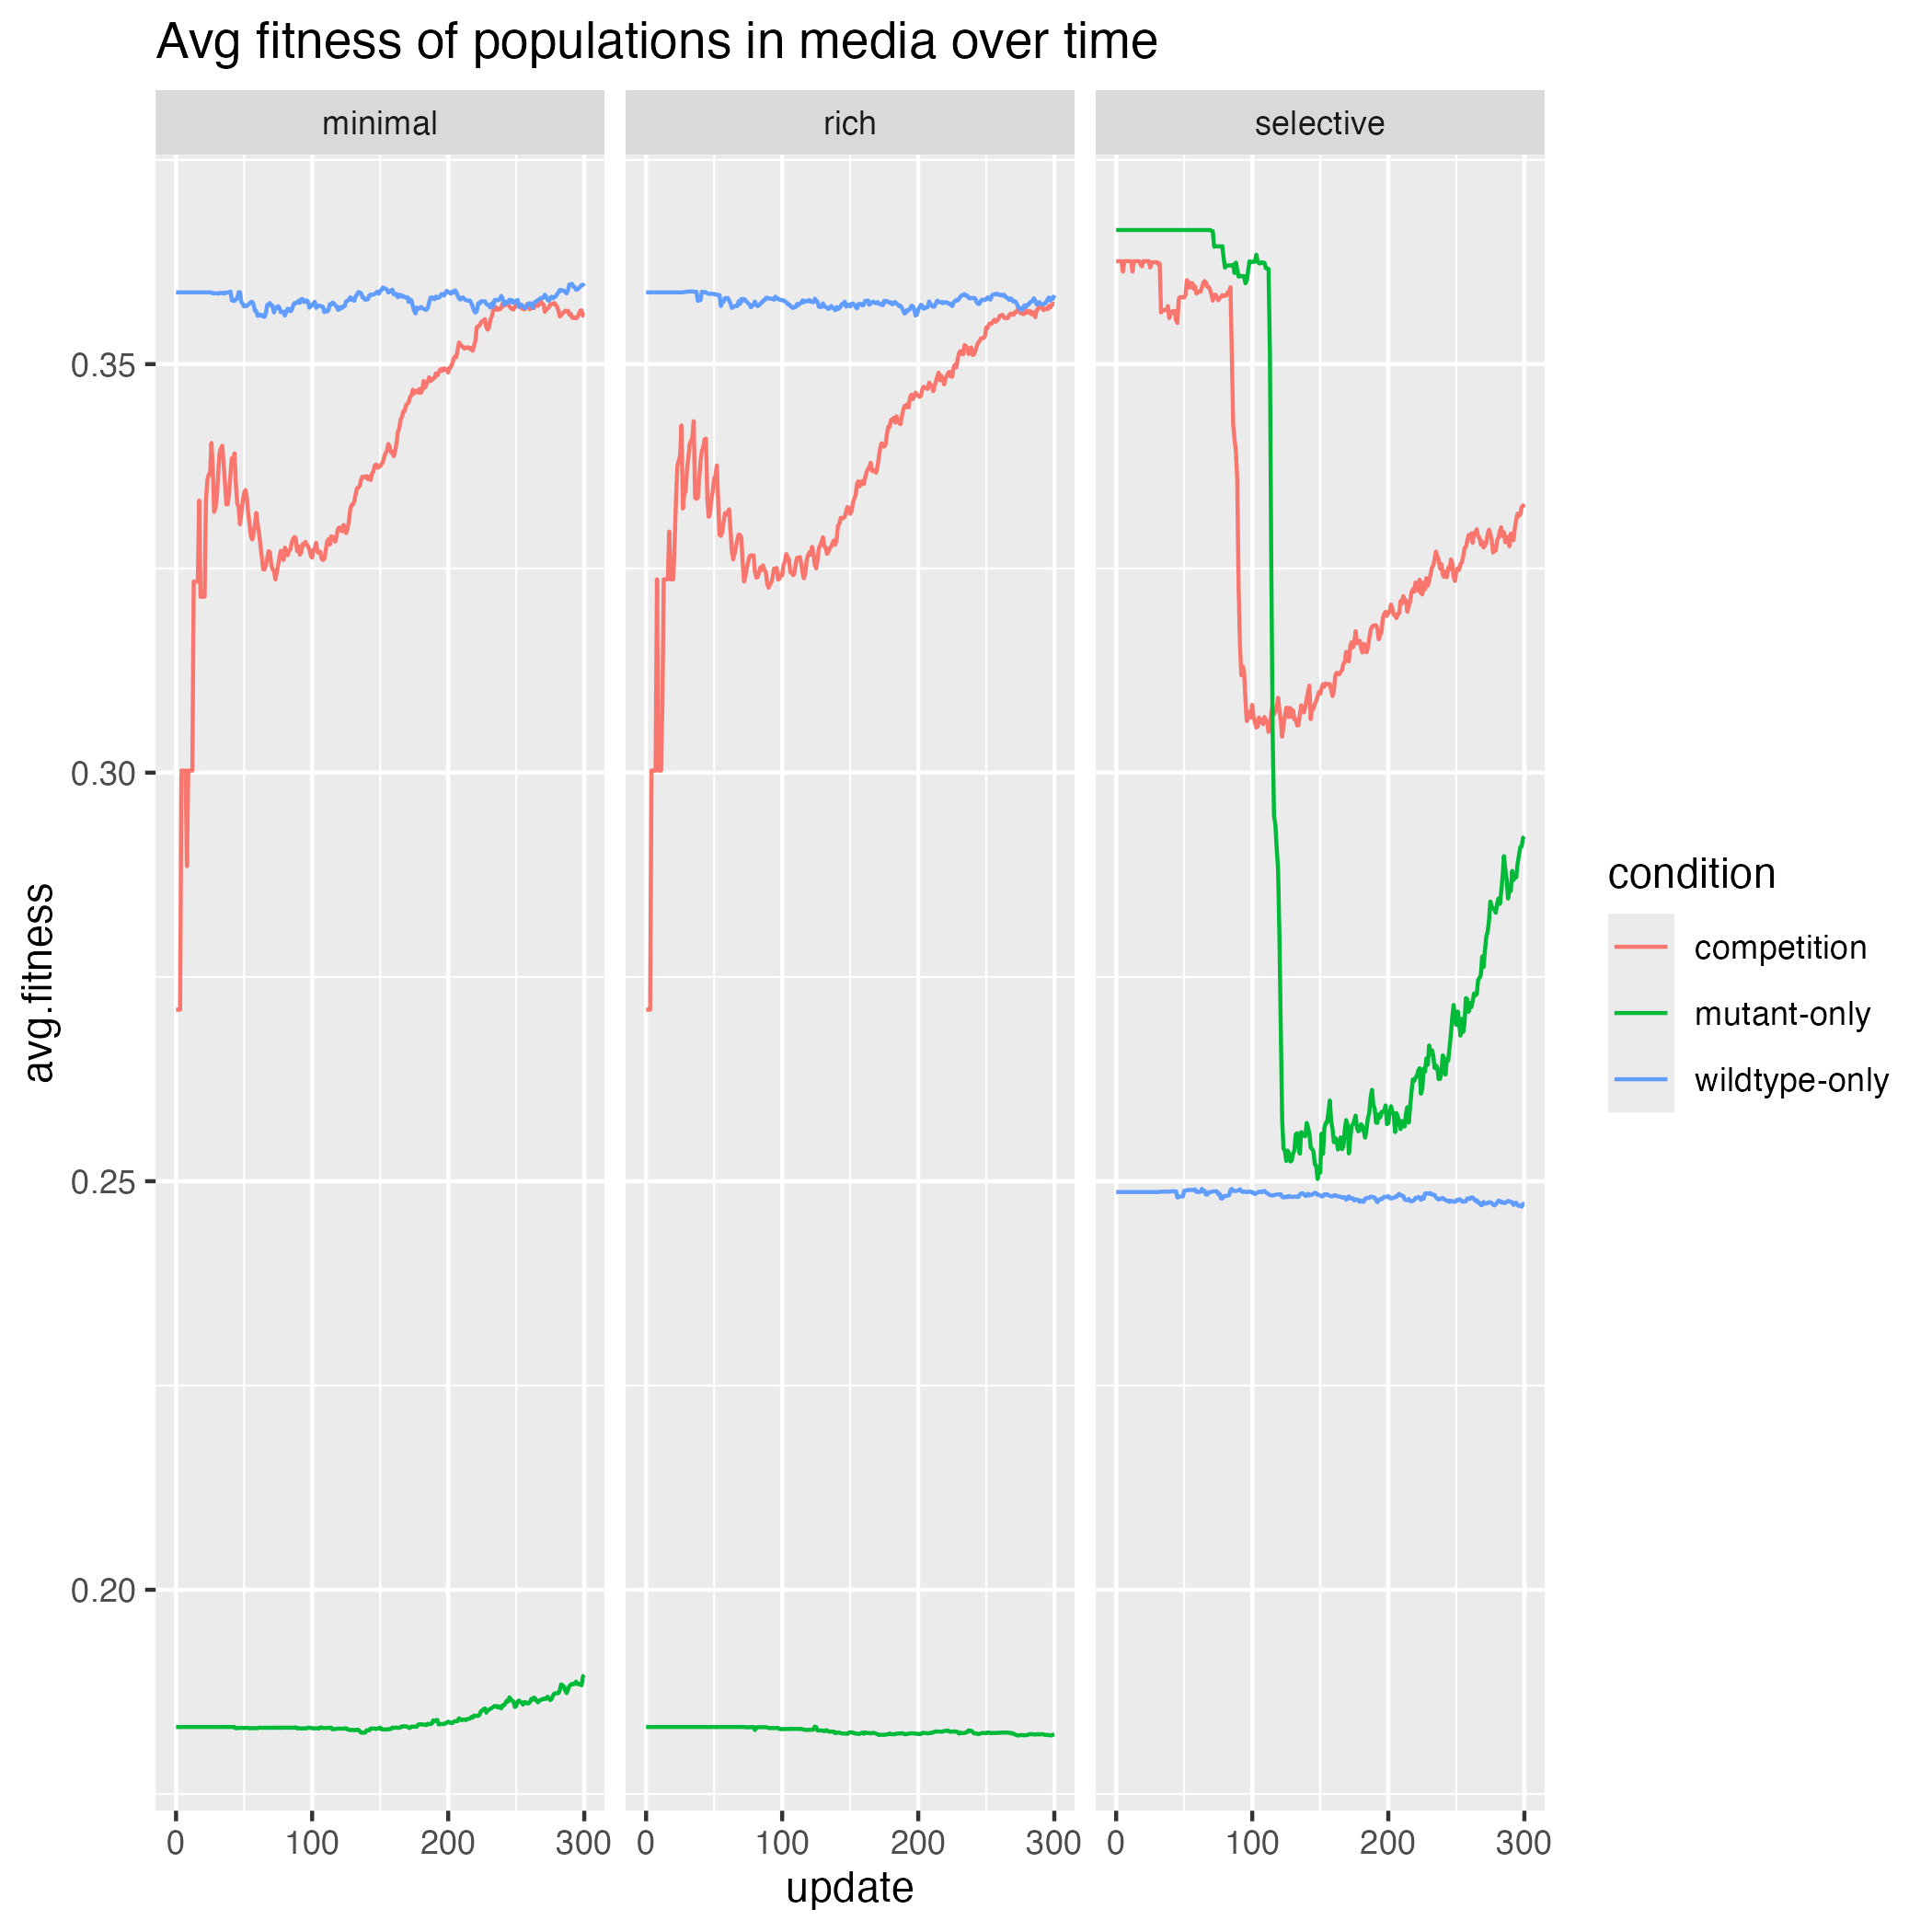 Avg fitness of populations in media over time
minimal
rich
selective
avg.fitness
0.35
0.30
0.25
0.20
0 100 200 300
0 100 200 300
0 100 200 300
update
condition
competition
mutant-only
wildtype-only